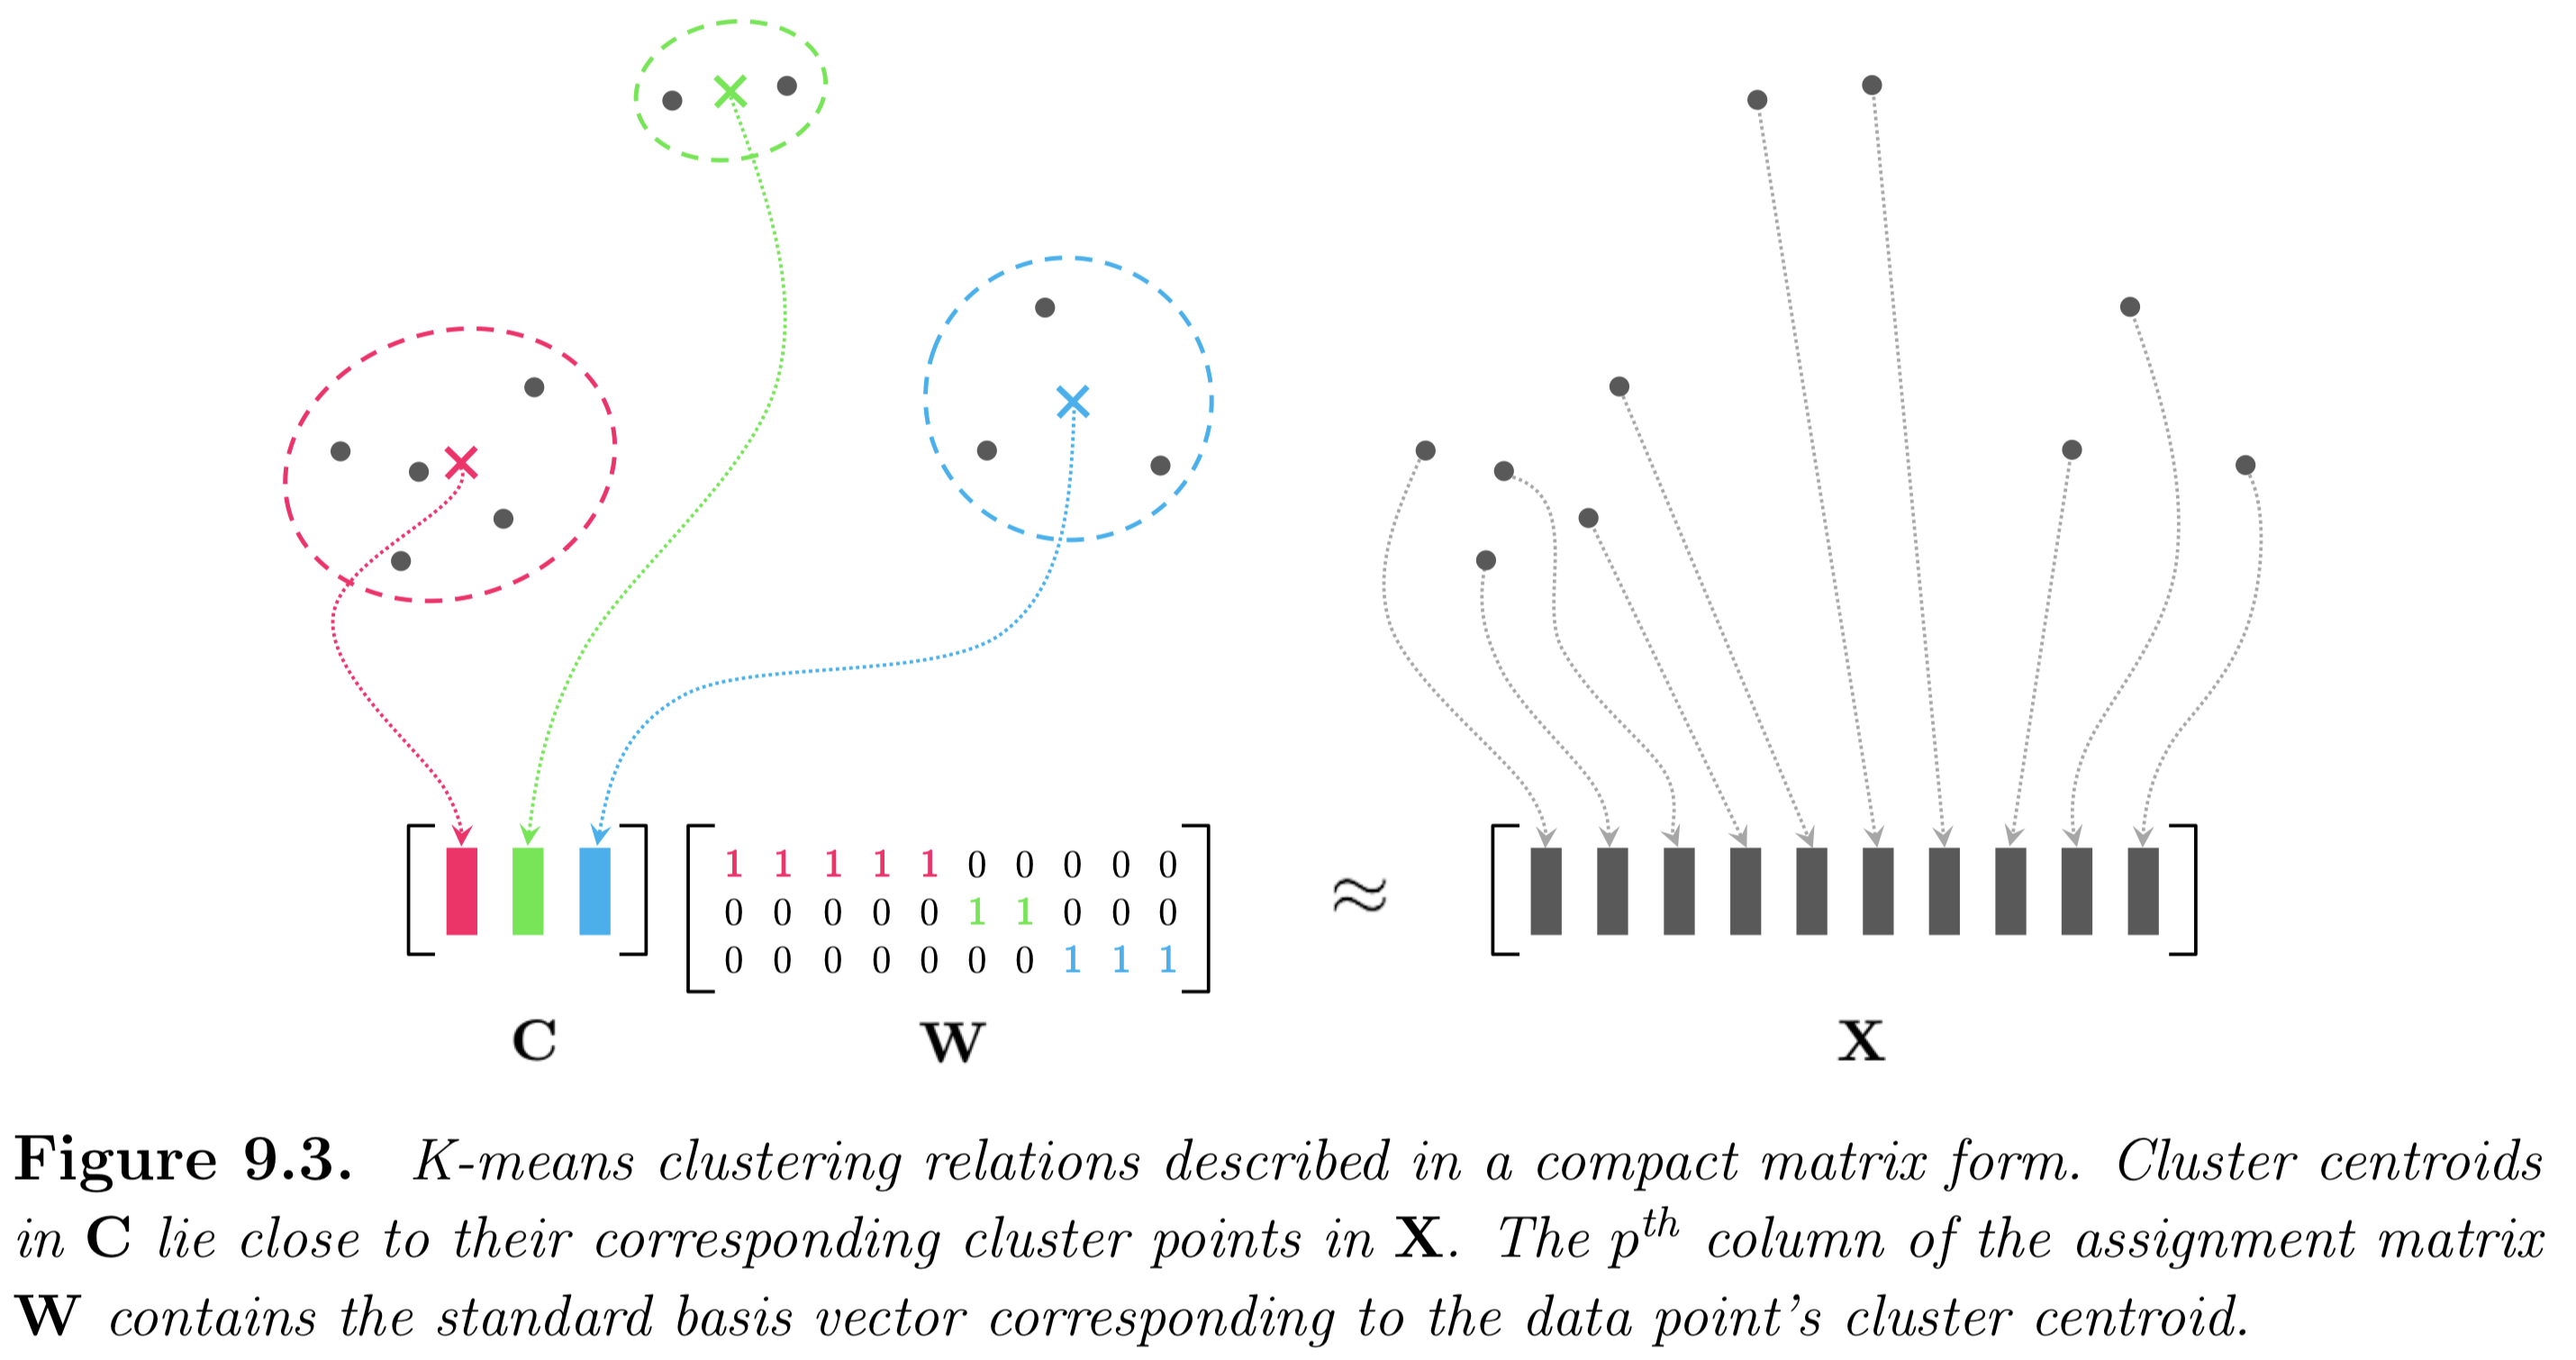 1 1 1 1 1 0 0 0 0 0
0 0 0 0 0 1 1 0 0 0
0 0 0 0 0 0 0 1 1 1
≈
C W X
Figure 9.3. K-means clustering relations described in a compact matrix form. Cluster centroids
in C lie close to their corresponding cluster points in X. The pth column of the assignment matrix
W contains the standard basis vector corresponding to the data point's cluster centroid.